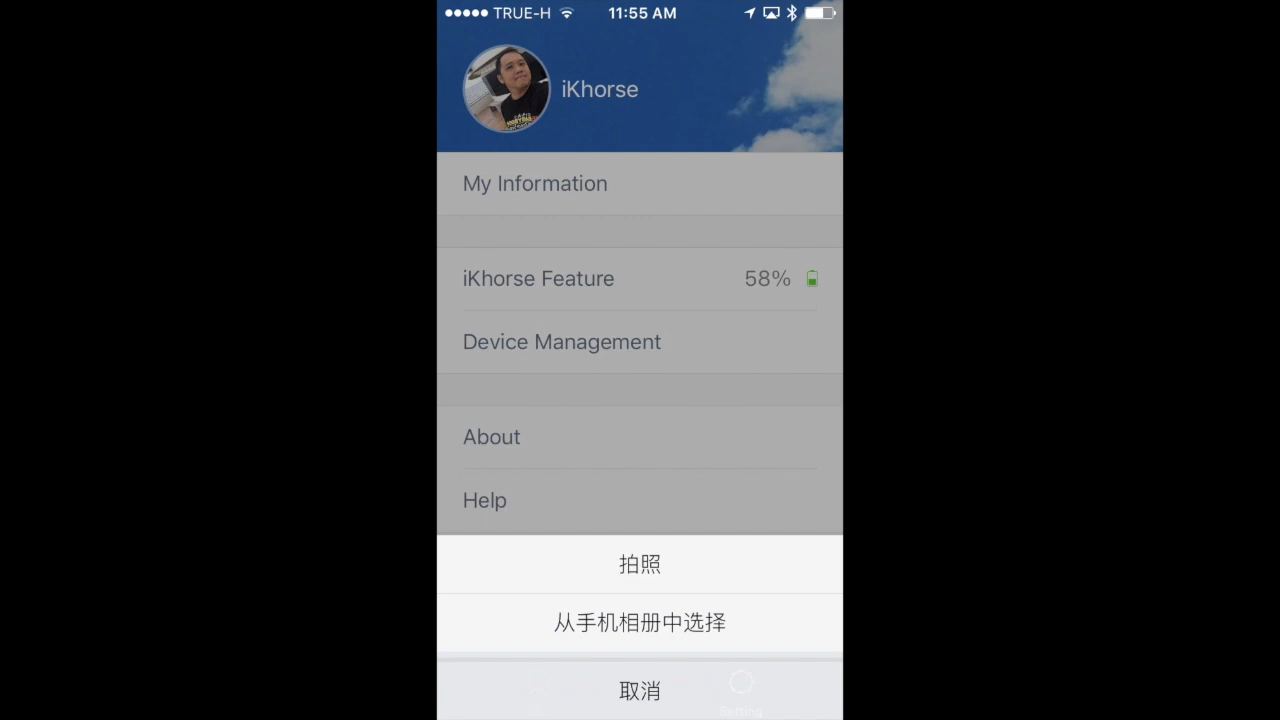 TRUE-H 11:55 AM
iKhorse
My Information
iKhorse Feature 58%
Device Management
About
Help
拍照
从手机相册中选择
取消
Setting